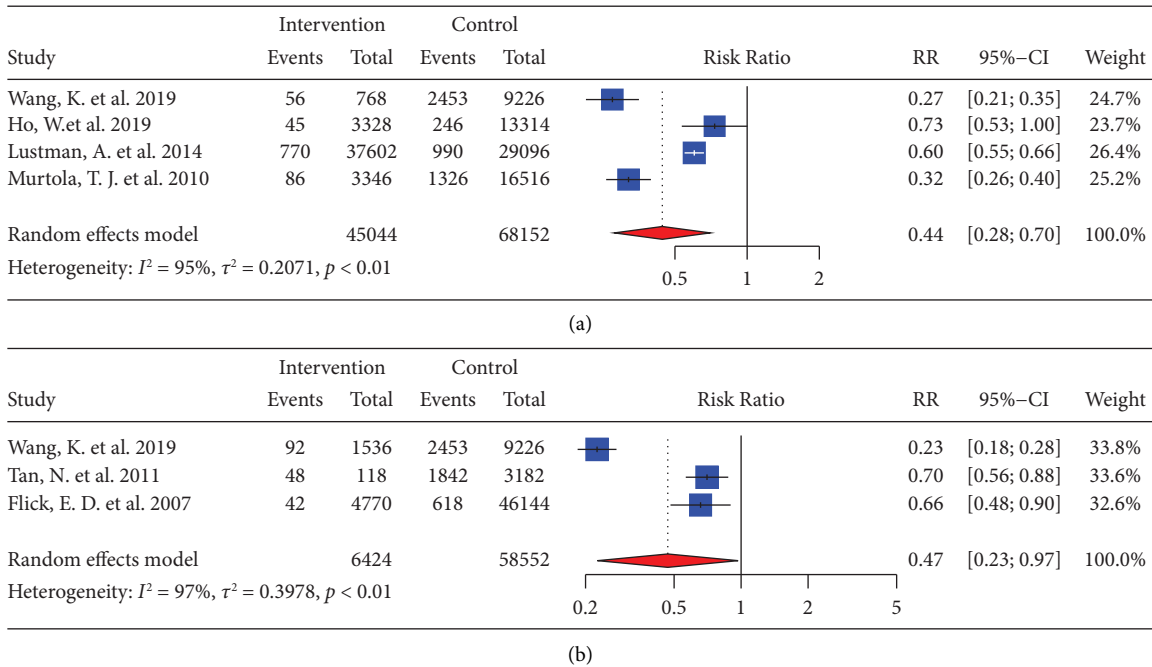 Intervention Control
Study Events Total Events Total Risk Ratio RR 95%−CI Weight
Wang, K. et al. 2019 56 768 2453 9226 0.27 [0.21; 0.35] 24.7%
Ho, W.et al. 2019 45 3328 246 13314 0.73 [0.53; 1.00] 23.7%
Lustman, A. et al. 2014 770 37602 990 29096 0.60 [0.55; 0.66] 26.4%
Murtola, T. J. et al. 2010 86 3346 1326 16516 0.32 [0.26; 0.40] 25.2%
Random effects model 45044 68152 0.44 [0.28; 0.70] 100.0%
Heterogeneity: I² = 95%, τ² = 0.2071, p < 0.01
0.5 1 2
(a)
Intervention Control
Study Events Total Events Total Risk Ratio RR 95%−CI Weight
Wang, K. et al. 2019 92 1536 2453 9226 0.23 [0.18; 0.28] 33.8%
Tan, N. et al. 2011 48 118 1842 3182 0.70 [0.56; 0.88] 33.6%
Flick, E. D. et al. 2007 42 4770 618 46144 0.66 [0.48; 0.90] 32.6%
Random effects model 6424 58552 0.47 [0.23; 0.97] 100.0%
Heterogeneity: I² = 97%, τ² = 0.3978, p < 0.01
0.2 0.5 1 2 5
(b)